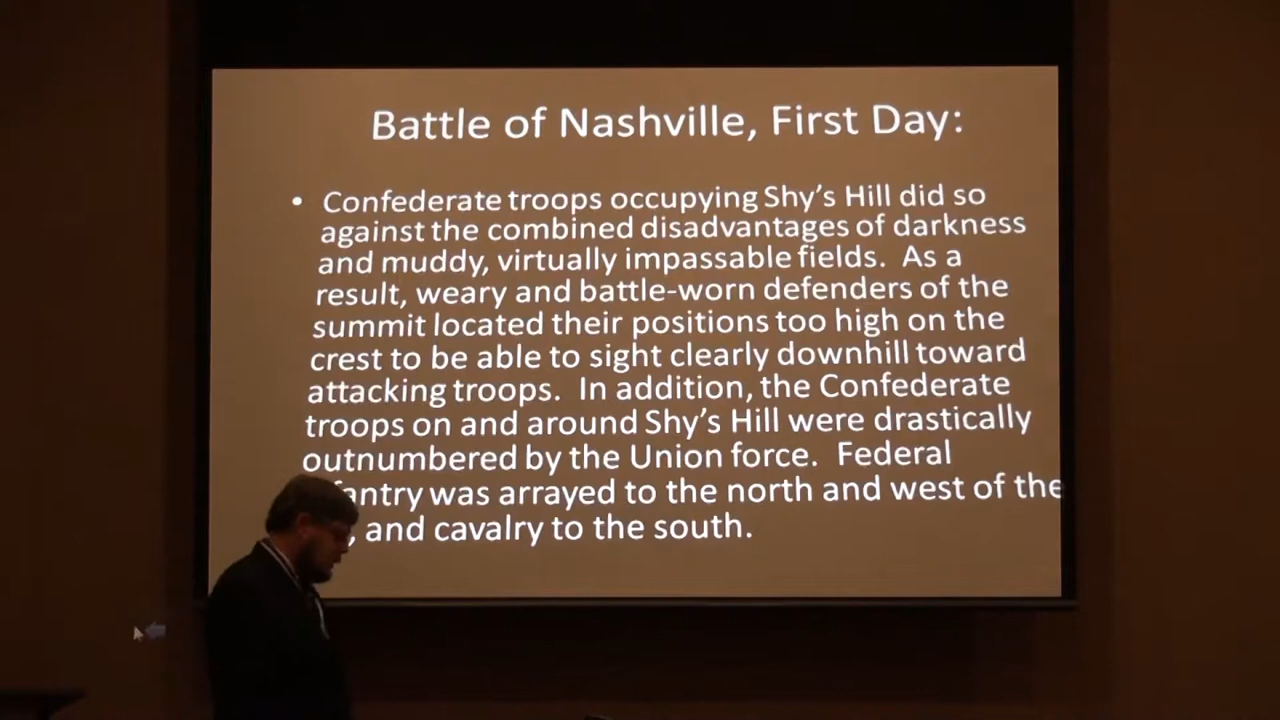 Battle of Nashville, First Day:
• Confederate troops occupying Shy's Hill did so
against the combined disadvantages of darkness
and muddy, virtually impassable fields. As a
result, weary and battle-worn defenders of the
summit located their positions too high on the
crest to be able to sight clearly downhill toward
attacking troops. In addition, the Confederate
troops on and around Shy's Hill were drastically
outnumbered by the Union force. Federal
fantry was arrayed to the north and west of the
, and cavalry to the south.